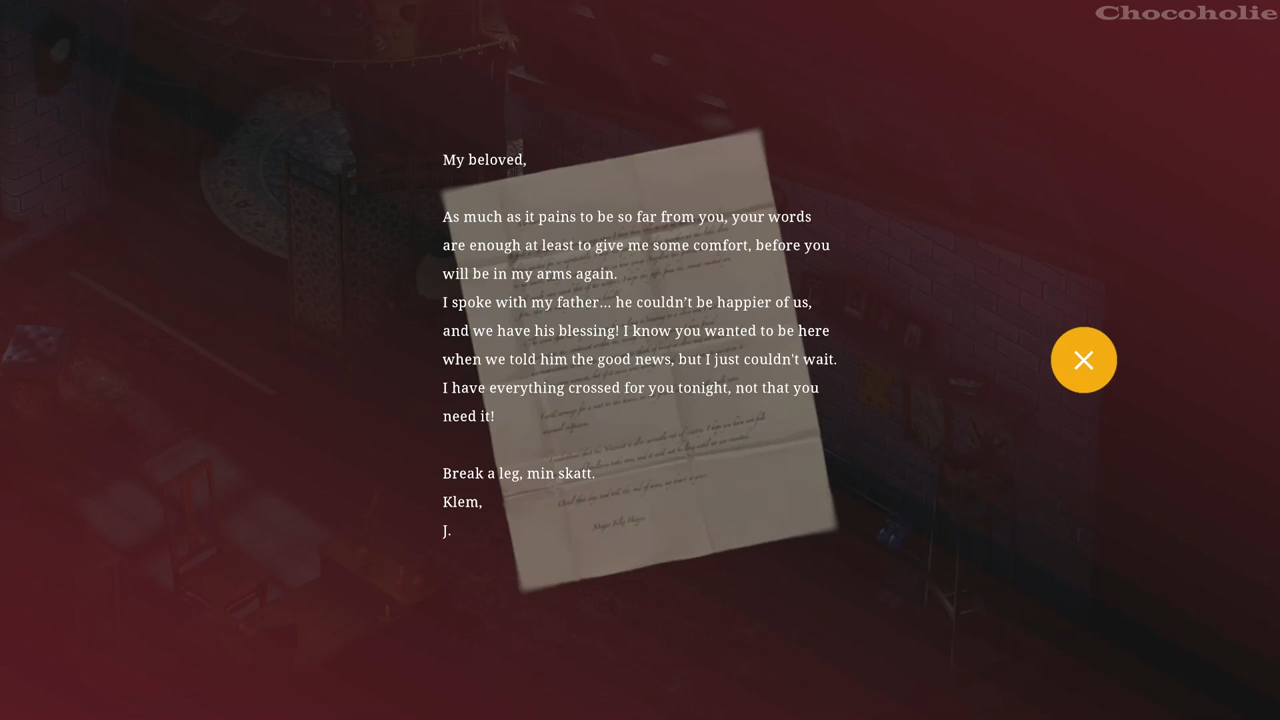 Chocoholie
My beloved,
As much as it pains to be so far from you, your words
are enough at least to give me some comfort, before you
will be in my arms again.
I spoke with my father... he couldn’t be happier of us,
and we have his blessing! I know you wanted to be here
when we told him the good news, but I just couldn't wait.
I have everything crossed for you tonight, not that you
need it!
Break a leg, min skatt.
Klem,
J.